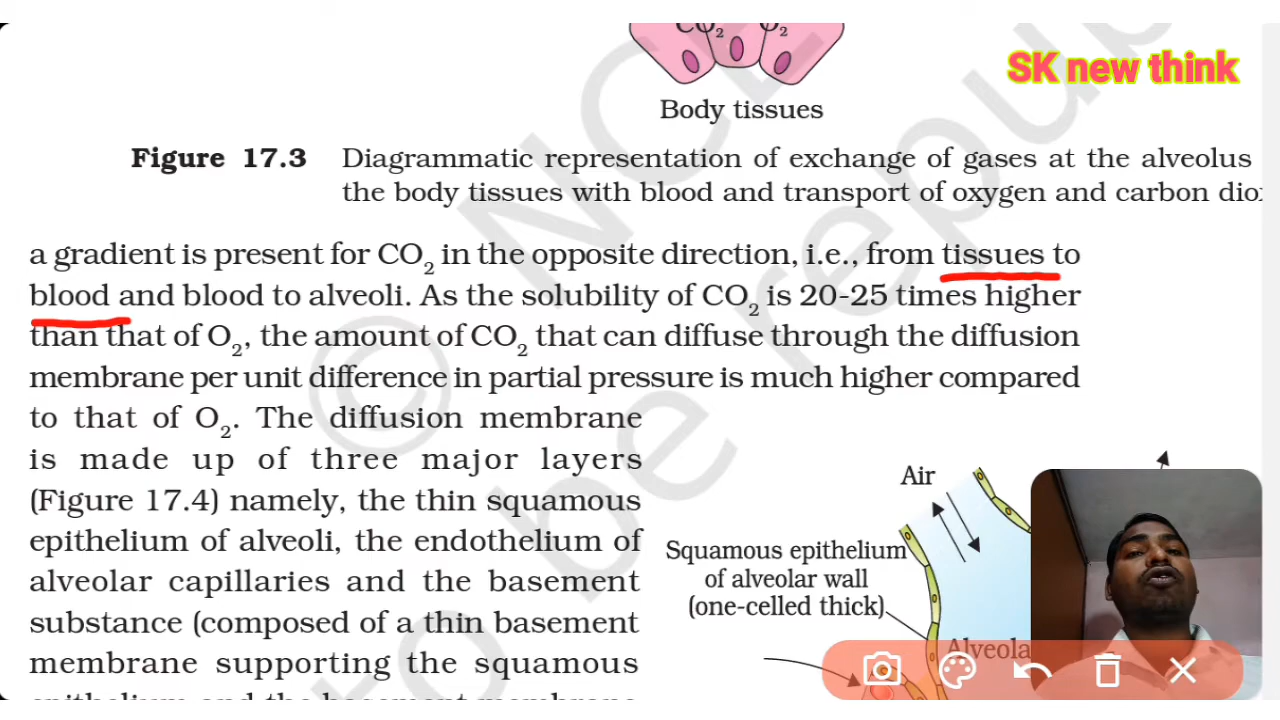 CO2 O2
SK new think
Body tissues
Figure 17.3 Diagrammatic representation of exchange of gases at the alveolus
the body tissues with blood and transport of oxygen and carbon
a gradient is present for CO2 in the opposite direction, i.e., from tissues to
blood and blood to alveoli. As the solubility of CO2 is 20-25 times higher
than that of O2, the amount of CO2 that can diffuse through the diffusion
membrane per unit difference in partial pressure is much higher compared
to that of O2. The diffusion membrane
is made up of three major layers
(Figure 17.4) namely, the thin squamous
epithelium of alveoli, the endothelium of
alveolar capillaries and the basement
substance (composed of a thin basement
membrane supporting the squamous
Air
Squamous epithelium
of alveolar wall
(one-celled thick)
© NCE
to be repu